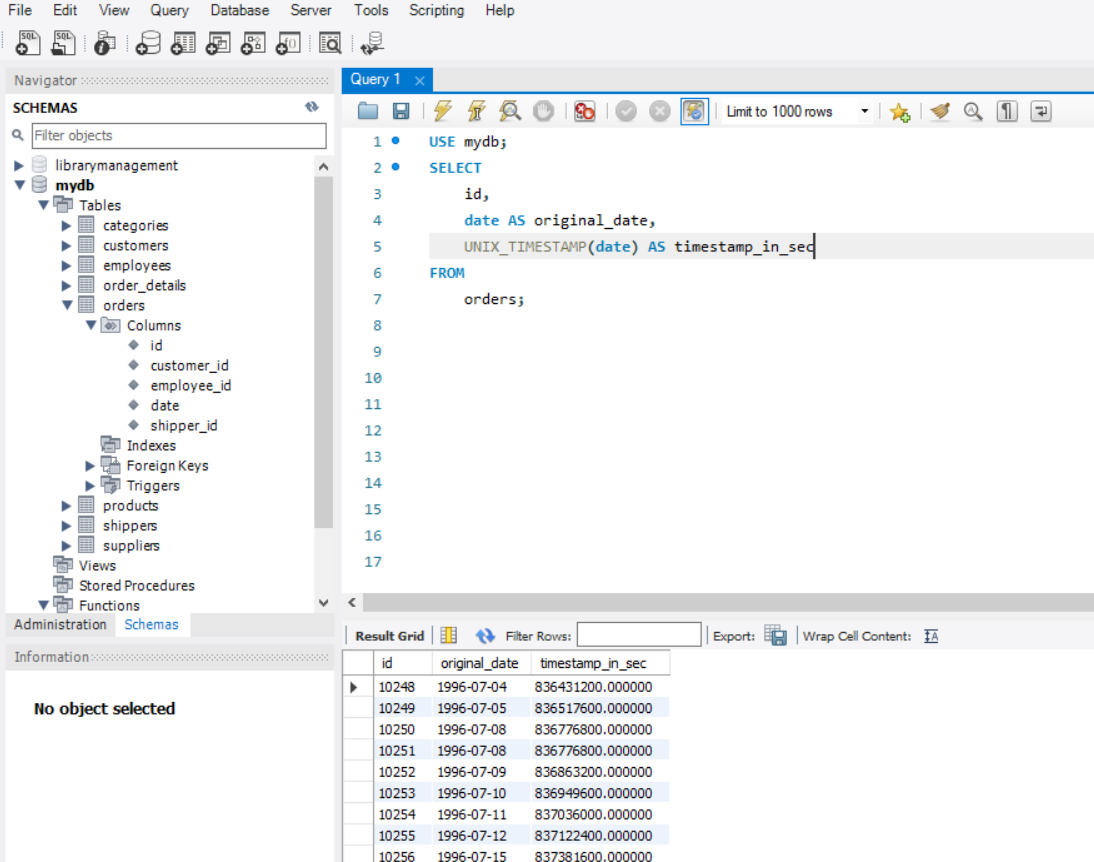 File Edit View Query Database Server Tools Scripting Help
Navigator
SCHEMAS
Filter objects
librarymanagement
mydb
Tables
categories
customers
employees
order_details
orders
Columns
id
customer_id
employee_id
date
shipper_id
Indexes
Foreign Keys
Triggers
products
shippers
suppliers
Views
Stored Procedures
Functions
Administration Schemas
Information
No object selected
Query 1
Limit to 1000 rows
1 USE mydb;
2 SELECT
3 id,
4 date AS original_date,
5 UNIX_TIMESTAMP(date) AS timestamp_in_sec
6 FROM
7 orders;
8
9
10
11
12
13
14
15
16
17
Result Grid Filter Rows: Export: Wrap Cell Content:
id original_date timestamp_in_sec
10248 1996-07-04 836431200.000000
10249 1996-07-05 836517600.000000
10250 1996-07-08 836776800.000000
10251 1996-07-08 836776800.000000
10252 1996-07-09 836863200.000000
10253 1996-07-10 836949600.000000
10254 1996-07-11 837036000.000000
10255 1996-07-12 837122400.000000
10256 1996-07-15 837381600.000000